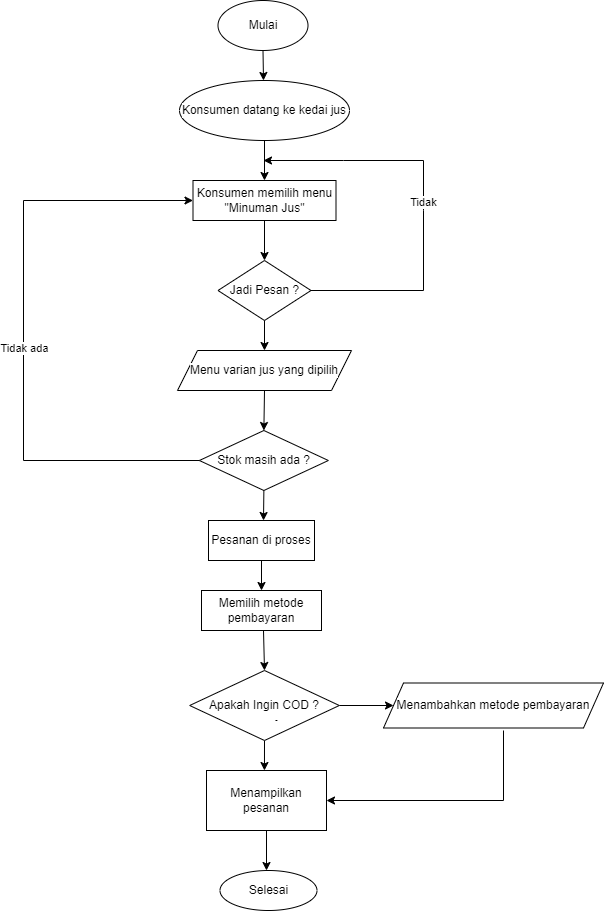 Mulai
Konsumen datang ke kedai jus
Konsumen memilih menu
"Minuman Jus"
Tidak
Jadi Pesan ?
Tidak ada
Menu varian jus yang dipilih
Stok masih ada ?
Pesanan di proses
Memilih metode
pembayaran
Apakah Ingin COD ?
-
Menambahkan metode pembayaran
Menampilkan
pesanan
Selesai